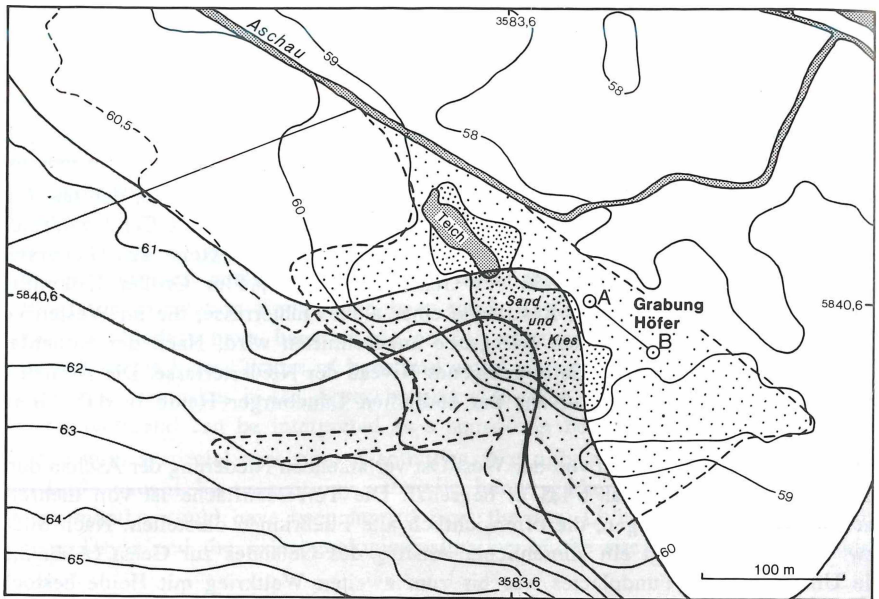 3583,6
Aschau
59
58
60,5
58
60
Teich
61
5840,6
Sand
und
Kies
A
Grabung
Höfer
B
5840,6
62
63
59
64
65
60
3583,6
100 m